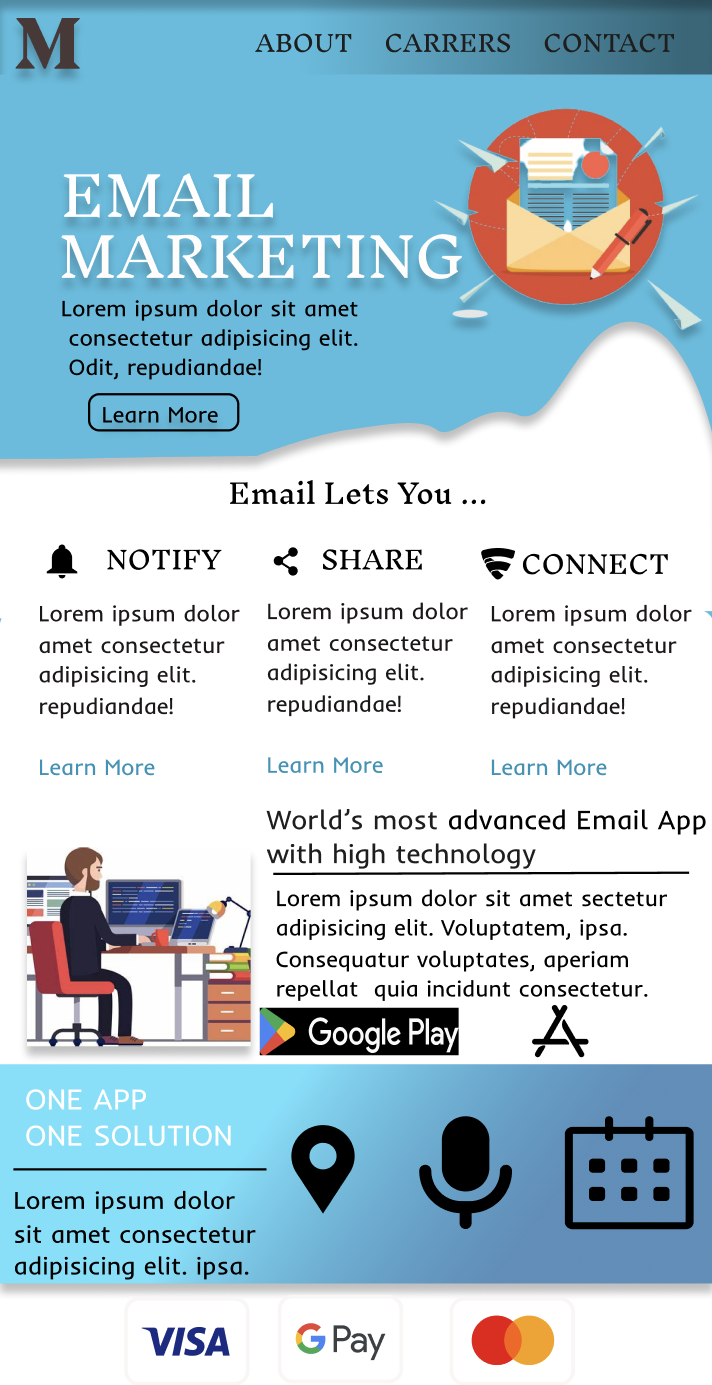 M
ABOUT CARRERS CONTACT
EMAIL
MARKETING
Lorem ipsum dolor sit amet
consectetur adipisicing elit.
Odit, repudiandae!
Learn More
Email Lets You ...
NOTIFY
Lorem ipsum dolor
amet consectetur
adipisicing elit.
repudiandae!
Learn More
SHARE
Lorem ipsum dolor
amet consectetur
adipisicing elit.
repudiandae!
Learn More
CONNECT
Lorem ipsum dolor
amet consectetur
adipisicing elit.
repudiandae!
Learn More
World’s most advanced Email App
with high technology
Lorem ipsum dolor sit amet sectetur
adipisicing elit. Voluptatem, ipsa.
Consequatur voluptates, aperiam
repellat quia incidunt consectetur.
Google Play
ONE APP
ONE SOLUTION
Lorem ipsum dolor
sit amet consectetur
adipisicing elit. ipsa.
VISA
G Pay